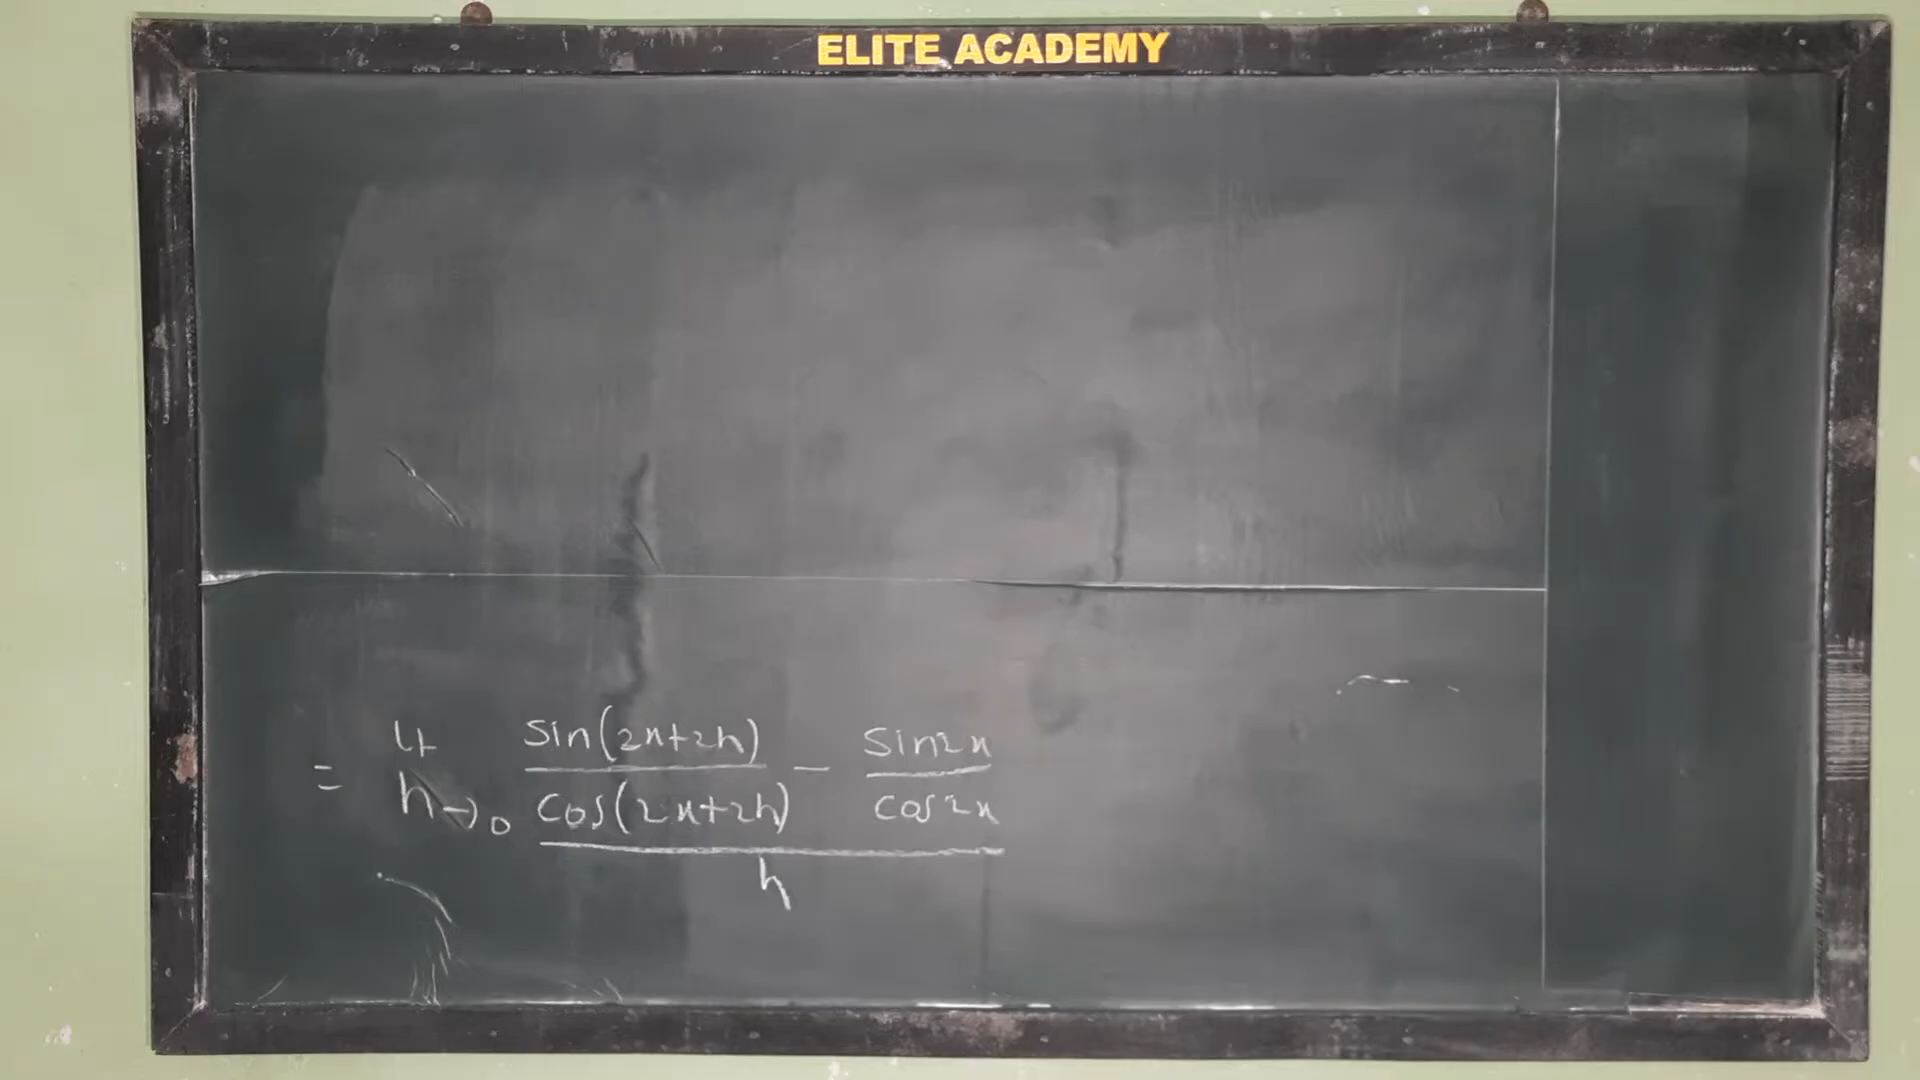 ELITE ACADEMY
= Lt h→0 sin(2x+2h)/cos(2x+2h) - sin2x/cos2x
h